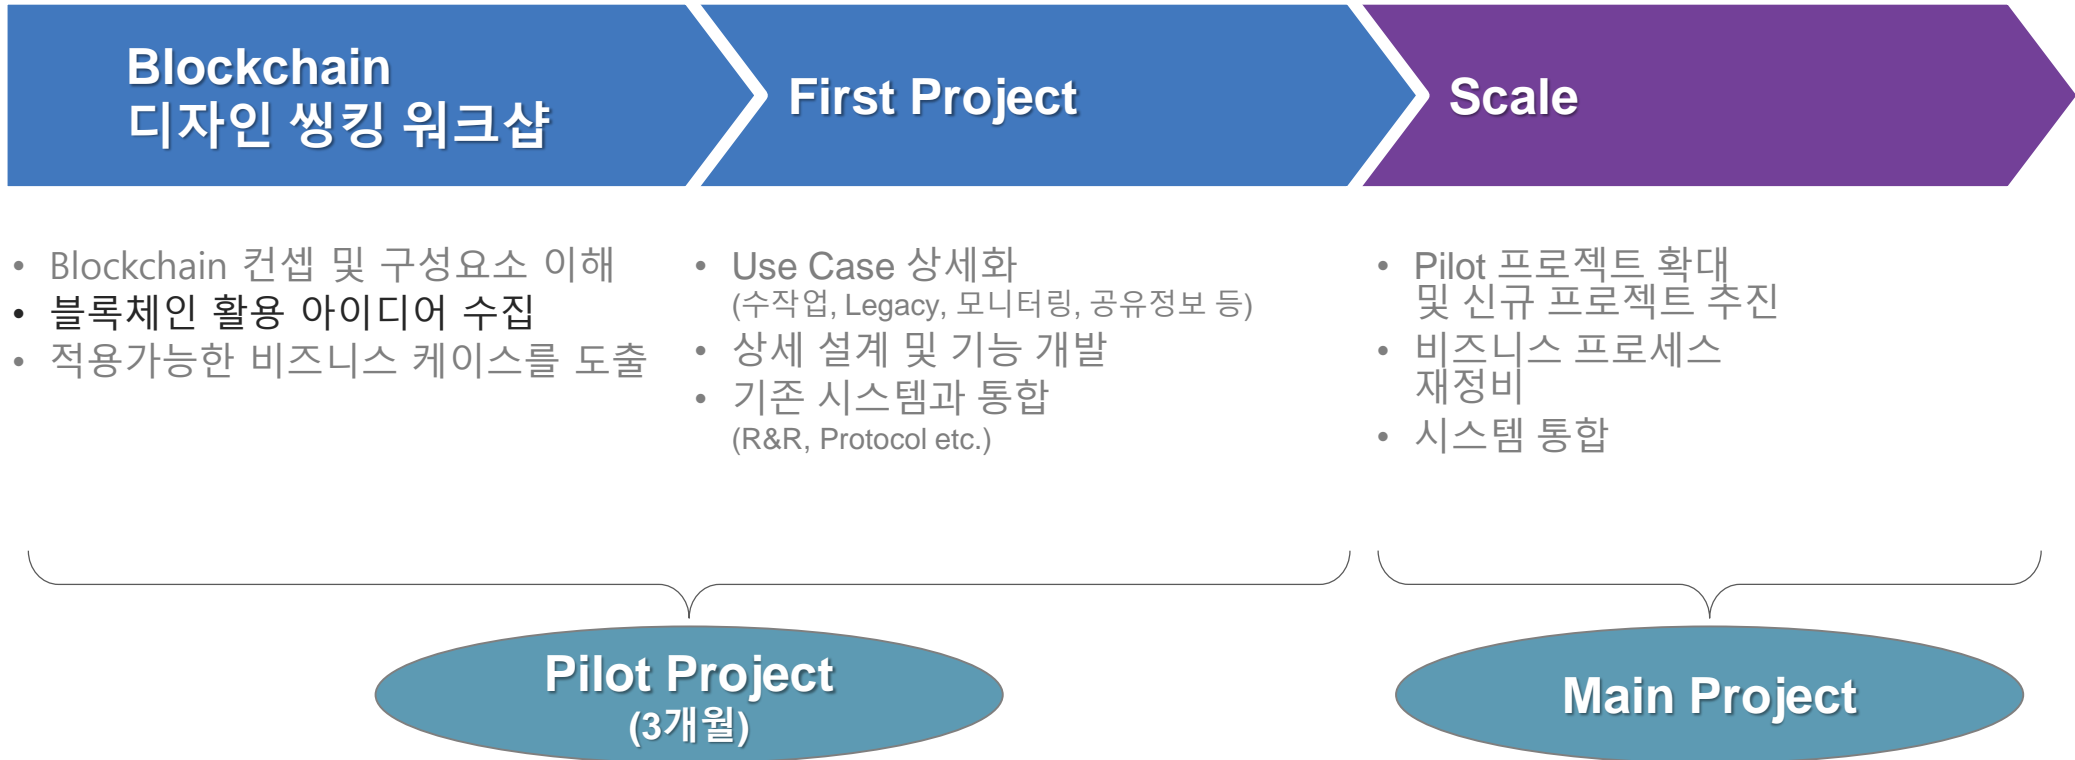 Blockchain
디자인 씽킹 워크샵
First Project
Scale
• Blockchain 컨셉 및 구성요소 이해
• 블록체인 활용 아이디어 수집
• 적용가능한 비즈니스 케이스를 도출
• Use Case 상세화
(수작업, Legacy, 모니터링, 공유정보 등)
• 상세 설계 및 기능 개발
• 기존 시스템과 통합
(R&R, Protocol etc.)
• Pilot 프로젝트 확대
및 신규 프로젝트 추진
• 비즈니스 프로세스
재정비
• 시스템 통합
Pilot Project
(3개월)
Main Project